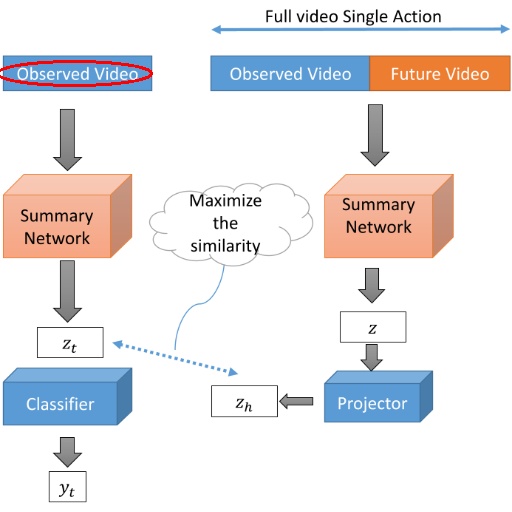 Full video Single Action
Observed Video
Observed Video
Future Video
Summary
Network
Maximize
the
similarity
Summary
Network
z_t
z
Classifier
z_h
Projector
y_t